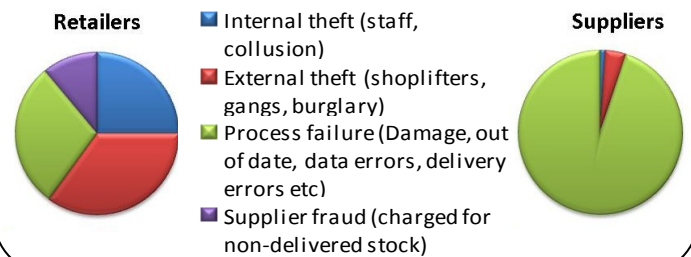 Retailers
Internal theft (staff,
collusion)
External theft (shoplifters,
gangs, burglary)
Process failure (Damage, out
of date, data errors, delivery
errors etc)
Supplier fraud (charged for
non-delivered stock)
Suppliers